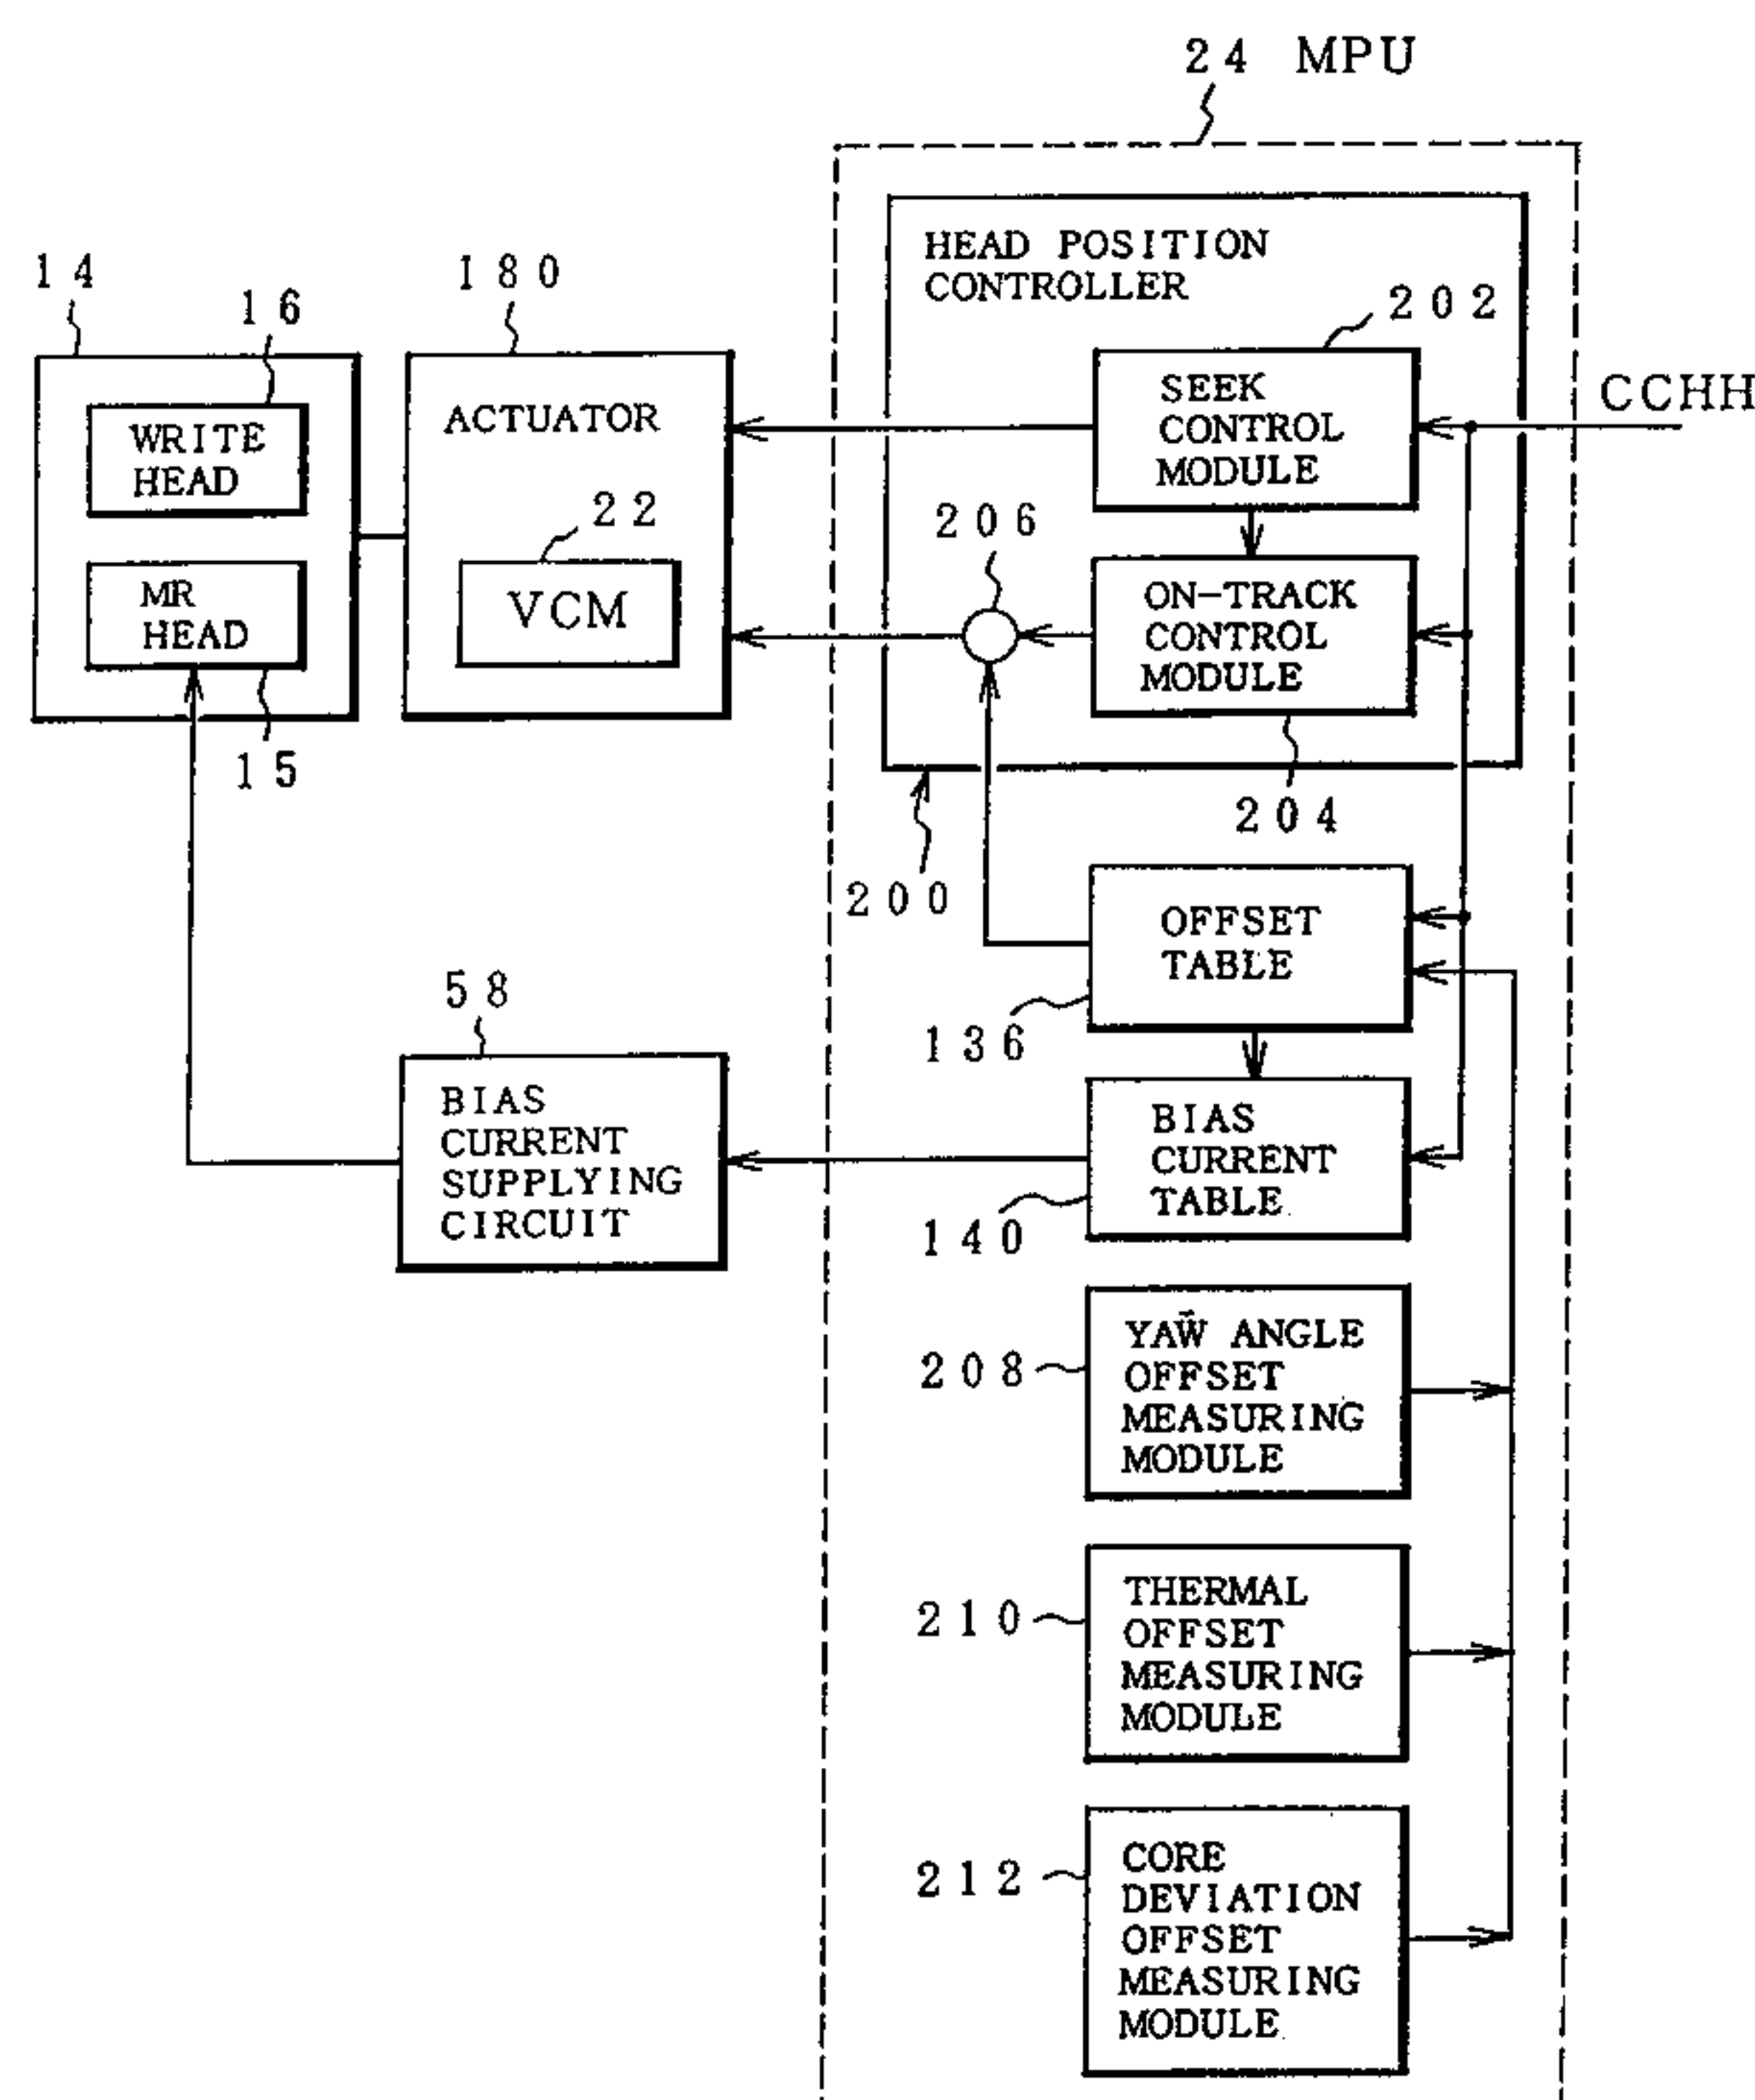 24 MPU
HEAD POSITION
CONTROLLER
14
16
180
202
WRITE
HEAD
ACTUATOR
SEEK
CONTROL
MODULE
CCHH
22
206
MR
HEAD
VCM
ON-TRACK
CONTROL
MODULE
15
204
200
OFFSET
TABLE
136
58
BIAS
CURRENT
SUPPLYING
CIRCUIT
BIAS
CURRENT
TABLE
140
YAW ANGLE
OFFSET
MEASURING
MODULE
208
THERMAL
OFFSET
MEASURING
MODULE
210
CORE
DEVIATION
OFFSET
MEASURING
MODULE
212